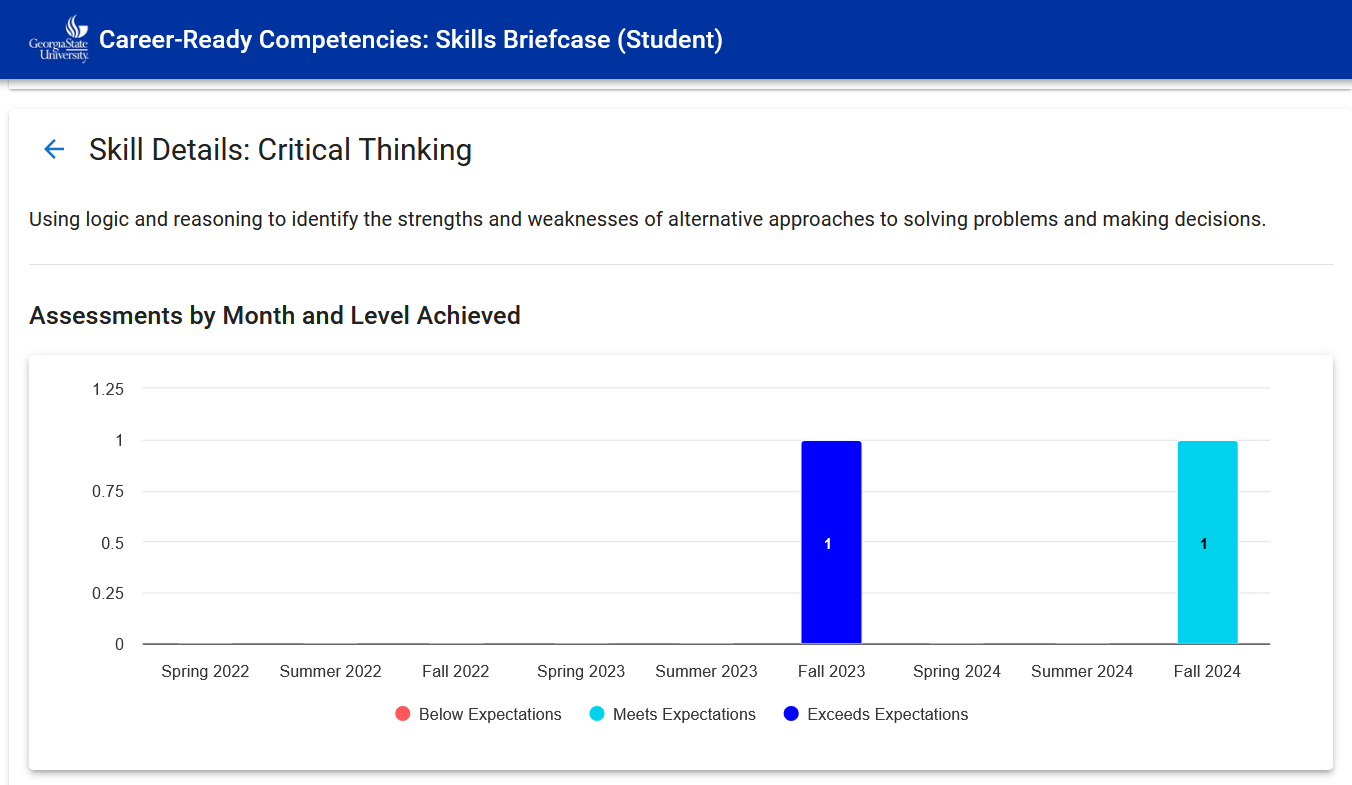 GeorgiaState
University.
Career-Ready Competencies: Skills Briefcase (Student)
Skill Details: Critical Thinking
Using logic and reasoning to identify the strengths and weaknesses of alternative approaches to solving problems and making decisions.
Assessments by Month and Level Achieved
1.25
1
0.75
0.5
0.25
0
1
1
Spring 2022 Summer 2022 Fall 2022 Spring 2023 Summer 2023 Fall 2023 Spring 2024 Summer 2024 Fall 2024
Below Expectations Meets Expectations Exceeds Expectations